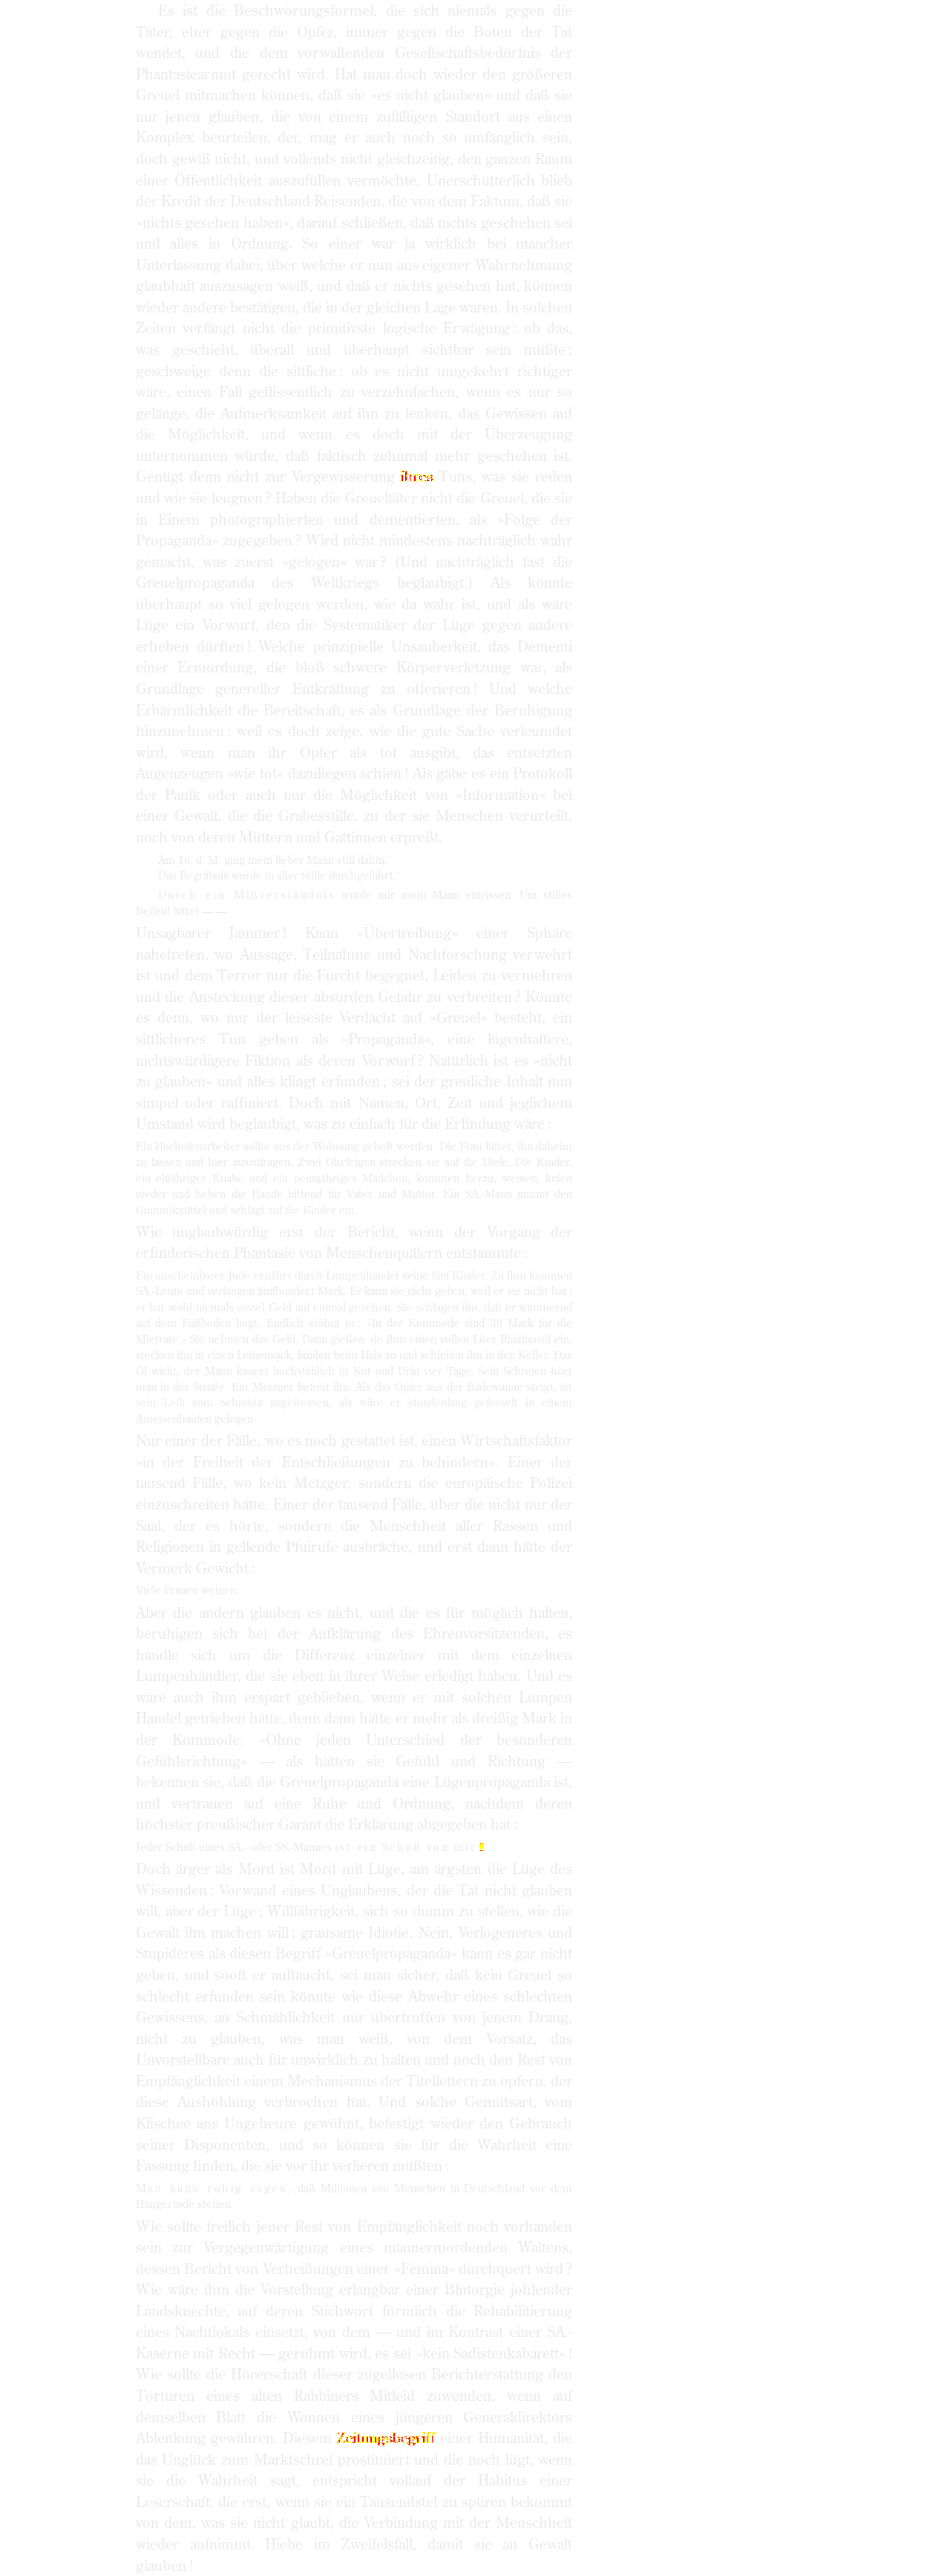 Es ist die Beschwörungsformel, die sich niemals gegen die
Täter, eher gegen die Opfer, immer gegen die Boten der Tat
wendet, und die dem vorwaltenden Gesellschaftsbedürfnis der
Phantasiearmut gerecht wird. Hat man doch wieder den größeren
Greuel mitmachen können, daß sie »es nicht glauben« und daß sie
nur jenen glauben, die von einem zufälligen Standort aus einen
Komplex beurteilen, der, mag er auch noch so umfänglich sein,
doch gewiß nicht, und vollends nicht gleichzeitig, den ganzen Raum
einer Öffentlichkeit auszufüllen vermöchte. Unerschütterlich blieb
der Kredit der Deutschland-Reisenden, die von dem Faktum, daß sie
»nichts gesehen haben«, darauf schließen, daß nichts geschehen sei
und alles in Ordnung. So einer war ja wirklich bei mancher
Unterlassung dabei, über welche er nun aus eigener Wahrnehmung
glaubhaft auszusagen weiß, und daß er nichts gesehen hat, können
wieder andere bestätigen, die in der gleichen Lage waren. In solchen
Zeiten verfängt nicht die primitivste logische Erwägung: ob das,
was geschieht, überall und überhaupt sichtbar sein müßte;
geschweige denn die sittliche: ob es nicht umgekehrt richtiger
wäre, einen Fall geflissentlich zu verzehnfachen, wenn es nur so
gelänge, die Aufmerksamkeit auf ihn zu lenken, das Gewissen auf
die Möglichkeit, und wenn es doch mit der Überzeugung
unternommen würde, daß faktisch zehnmal mehr geschehen ist.
Genügt denn nicht zur Vergewisserung ihres Tuns, was sie reden
und wie sie leugnen? Haben die Greueltäter nicht die Greuel, die sie
in Einem photographierten und dementierten, als »Folge der
Propaganda« zugegeben? Wird nicht mindestens nachträglich wahr
gemacht, was zuerst »gelogen« war? (Und nachträglich fast die
Greuelpropaganda des Weltkriegs beglaubigt.) Als könnte
überhaupt so viel gelogen werden, wie da wahr ist, und als wäre
Lüge ein Vorwurf, den die Systematiker der Lüge gegen andere
erheben dürften! Welche prinzipielle Unsauberkeit, das Dementi
einer Ermordung, die bloß schwere Körperverletzung war, als
Grundlage genereller Entkräftung zu offerieren! Und welche
Erbärmlichkeit die Bereitschaft, es als Grundlage der Beruhigung
hinzunehmen: weil es doch zeige, wie die gute Sache verleumdet
wird, wenn man ihr Opfer als tot ausgibt, das entsetzten
Augenzeugen »wie tot« dazuliegen schien! Als gäbe es ein Protokoll
der Panik oder auch nur die Möglichkeit von »Information« bei
einer Gewalt, die die Grabesstille, zu der sie Menschen verurteilt,
noch von deren Müttern und Gattinnen erpreßt.
Am 16. d. M. ging mein lieber Mann still dahin.
Das Begräbnis wurde in aller Stille durchgeführt.
Durch ein Mißverständnis wurde mir mein Mann entrissen. Um stilles
Beileid bittet — —
Unsagbarer Jammer! Kann »Übertreibung« einer Sphäre
nahetreten, wo Aussage, Teilnahme und Nachforschung verwehrt
ist und dem Terror nur die Furcht begegnet, Leiden zu vermehren
und die Ansteckung dieser absurden Gefahr zu verbreiten? Könnte
es denn, wo nur der leiseste Verdacht auf »Greuel« besteht, ein
sittlicheres Tun geben als »Propaganda«, eine lügenhaftere,
nichtswürdigere Fiktion als deren Vorwurf? Natürlich ist es »nicht
zu glauben« und alles klingt erfunden; sei der greuliche Inhalt nun
simpel oder raffiniert. Doch mit Namen, Ort, Zeit und jeglichem
Umstand wird beglaubigt, was zu einfach für die Erfindung wäre:
Ein Hochofenarbeiter sollte aus der Wohnung geholt werden. Die Frau bittet, ihn daheim
zu lassen und hier auszufragen. Zwei Ohrfeigen strecken sie auf die Diele. Die Kinder,
ein elfjähriger Knabe und ein neunjähriges Mädchen, kommen herzu, weinen, knien
nieder und heben die Hände bittend für Vater und Mutter. Ein SA.-Mann nimmt den
Gummiknüttel und schlägt auf die Kinder ein.
Wie unglaubwürdig erst der Bericht, wenn der Vorgang der
erfinderischen Phantasie von Menschenquälern entstammte:
Ein unscheinbarer Jude ernährt durch Lumpenhandel seine fünf Kinder. Zu ihm kommen
SA.-Leute und verlangen fünfhundert Mark. Er kann sie nicht geben, weil er sie nicht hat;
er hat wohl niemals soviel Geld auf einmal gesehen. Sie schlagen ihn, daß er wimmernd
auf dem Fußboden liegt. Endlich stöhnt er: »In der Kommode sind 30 Mark für die
Mietrate.« Sie nehmen das Geld. Dann gießen sie ihm einen vollen Liter Rhizinusöl ein,
stecken ihn in einen Leinensack, binden beim Hals zu und schleifen ihn in den Keller. Das
Öl wirkt, der Mann kauert buchstäblich in Kot und Urin vier Tage. Sein Schreien hört
man in der Straße. Ein Metzger befreit ihn. Als das Opfer aus der Badewanne steigt, ist
sein Leib vom Schmutz angefressen, als wäre er stundenlang gefesselt in einem
Ameisenhaufen gelegen.
Nur einer der Fälle, wo es noch gestattet ist, einen Wirtschaftsfaktor
»in der Freiheit der Entschließungen zu behindern«. Einer der
tausend Fälle, wo kein Metzger, sondern die europäische Polizei
einzuschreiten hätte. Einer der tausend Fälle, über die nicht nur der
Saal, der es hörte, sondern die Menschheit aller Rassen und
Religionen in gellende Pfuirufe ausbräche, und erst dann hätte der
Vermerk Gewicht:
Viele Frauen weinen.
Aber die andern glauben es nicht, und die es für möglich halten,
beruhigen sich bei der Aufklärung des Ehrenvorsitzenden, es
handle sich um die Differenz einzelner mit dem einzelnen
Lumpenhändler, die sie eben in ihrer Weise erledigt haben. Und es
wäre auch ihm erspart geblieben, wenn er mit solchen Lumpen
Handel getrieben hätte, denn dann hätte er mehr als dreißig Mark in
der Kommode. »Ohne jeden Unterschied der besonderen
Gefühlsrichtung« — als hätten sie Gefühl und Richtung —
bekennen sie, daß die Greuelpropaganda eine Lügenpropaganda ist,
und vertrauen auf eine Ruhe und Ordnung, nachdem deren
höchster preußischer Garant die Erklärung abgegeben hat:
Jeder Schuß eines SA.- oder SS.-Mannes ist ein Schuß von mir!!
Doch ärger als Mord ist Mord mit Lüge, am ärgsten die Lüge des
Wissenden: Vorwand eines Unglaubens, der die Tat nicht glauben
will, aber der Lüge; Willfährigkeit, sich so dumm zu stellen, wie die
Gewalt ihn machen will; grausame Idiotie. Nein, Verlogeneres und
Stupideres als diesen Begriff »Greuelpropaganda« kann es gar nicht
geben, und sooft er auftaucht, sei man sicher, daß kein Greuel so
schlecht erfunden sein könnte wie diese Abwehr eines schlechten
Gewissens, an Schmählichkeit nur übertroffen von jenem Drang,
nicht zu glauben, was man weiß, von dem Vorsatz, das
Unvorstellbare auch für unwirklich zu halten und noch den Rest von
Empfänglichkeit einem Mechanismus der Titellettern zu opfern, der
diese Aushöhlung verbrochen hat. Und solche Gemütsart, vom
Klischee ans Ungeheure gewöhnt, befestigt wieder den Gebrauch
seiner Disponenten, und so können sie für die Wahrheit eine
Fassung finden, die sie vor ihr verlieren müßten:
Man kann ruhig sagen, daß Millionen von Menschen in Deutschland vor dem
Hungertode stehen.
Wie sollte freilich jener Rest von Empfänglichkeit noch vorhanden
sein zur Vergegenwärtigung eines männermordenden Waltens,
dessen Bericht von Verheißungen einer »Femina« durchquert wird?
Wie wäre ihm die Vorstellung erlangbar einer Blutorgie johlender
Landsknechte, auf deren Stichwort förmlich die Rehabilitierung
eines Nachtlokals einsetzt, von dem — und im Kontrast einer SA.-
Kaserne mit Recht — gerühmt wird, es sei »kein Sadistenkabarett«!
Wie sollte die Hörerschaft dieser zügellosen Berichterstattung den
Torturen eines alten Rabbiners Mitleid zuwenden, wenn auf
demselben Blatt die Wonnen eines jüngeren Generaldirektors
Ablenkung gewähren. Diesem Zeitungsbegriff einer Humanität, die
das Unglück zum Marktschrei prostituiert und die noch lügt, wenn
sie die Wahrheit sagt, entspricht vollauf der Habitus einer
Leserschaft, die erst, wenn sie ein Tausendstel zu spüren bekommt
von dem, was sie nicht glaubt, die Verbindung mit der Menschheit
wieder aufnimmt. Hiebe im Zweifelsfall, damit sie an Gewalt
glauben!